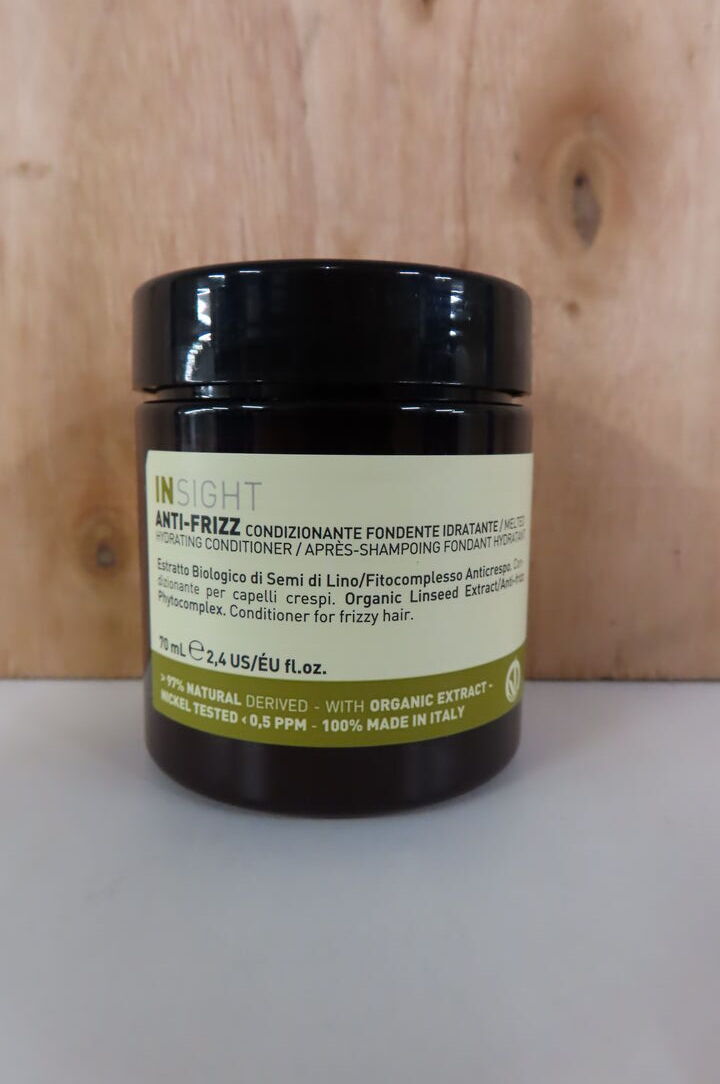 INSIGHT
ANTI-FRIZZ CONDIZIONANTE FONDENTE IDRATANTE / MELTED
HYDRATING CONDITIONER / APRÈS-SHAMPOING FONDANT HYDRATANT
Estratto Biologico di Semi di Lino/Fitocomplesso Anticrespo. Con-
dizionante per capelli crespi. Organic Linseed Extract/Anti-frizz
Phytocomplex. Conditioner for frizzy hair.
70 mL ℮ 2,4 US/ÉU fl.oz.
> 97% NATURAL DERIVED - WITH ORGANIC EXTRACT -
NICKEL TESTED < 0,5 PPM - 100% MADE IN ITALY